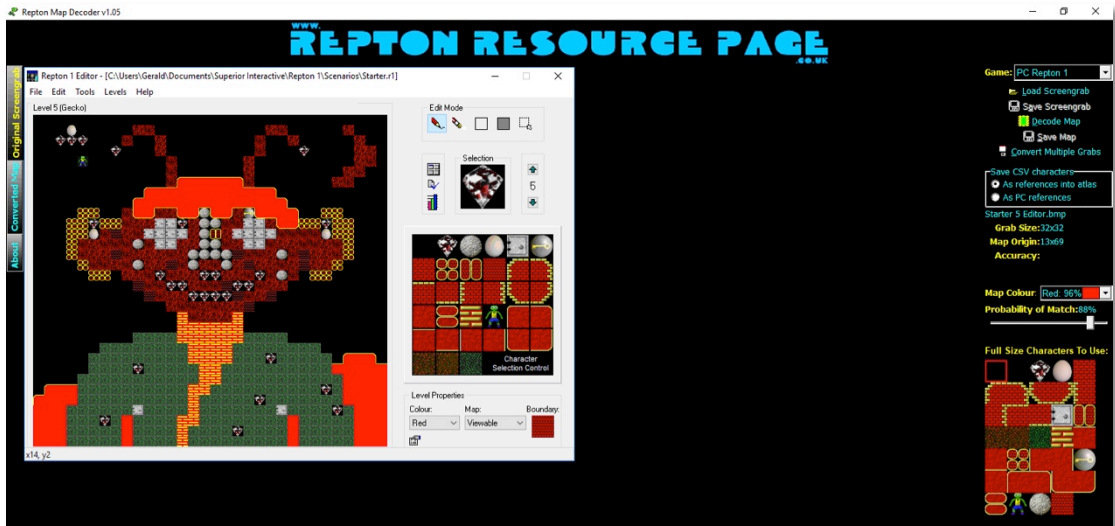 Repton Map Decoder v1.05
www.
REPTON RESOURCE PAGE
.co.uk
Original Screengrab
Converted Map
About
Repton 1 Editor - [C:\Users\Gerald\Documents\Superior Interactive\Repton 1\Scenarios\Starter.r1]
File Edit Tools Levels Help
Level 5 (Gecko)
Edit Mode
Selection
5
Character
Selection Control
Level Properties
Colour: Map: Boundary:
Red Viewable
x14, y2
Game: PC Repton 1
Load Screengrab
Save Screengrab
Decode Map
Save Map
Convert Multiple Grabs
Save CSV characters
As references into atlas
As PC references
Starter 5 Editor.bmp
Grab Size:32x32
Map Origin:13x69
Accuracy:
Map Colour: Red: 96%
Probability of Match:88%
Full Size Characters To Use: